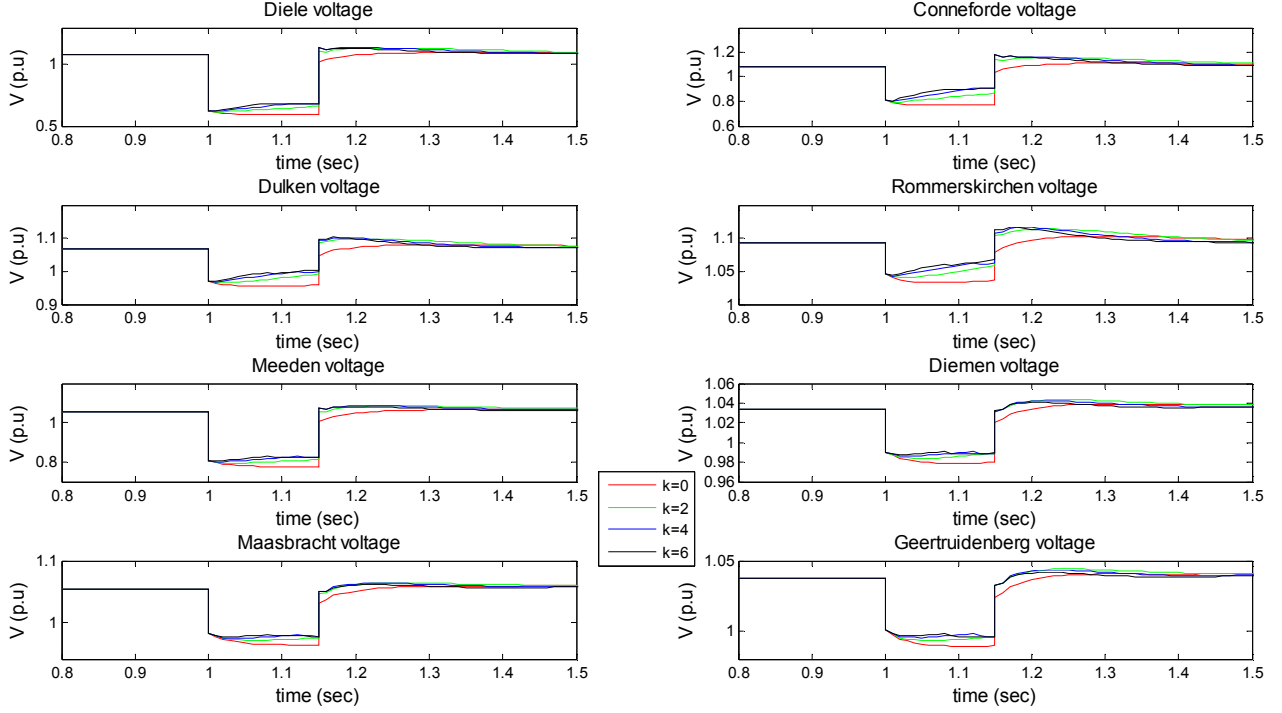 Diele voltage
V (p.u)
1
0.5
0.8 0.9 1 1.1 1.2 1.3 1.4 1.5
time (sec)
Conneforde voltage
V (p.u)
1.2
1
0.8
0.6
0.8 0.9 1 1.1 1.2 1.3 1.4 1.5
time (sec)
Dulken voltage
V (p.u)
1.1
1
0.9
0.8 0.9 1 1.1 1.2 1.3 1.4 1.5
time (sec)
Rommerskirchen voltage
V (p.u)
1.1
1.05
1
0.8 0.9 1 1.1 1.2 1.3 1.4 1.5
time (sec)
Meeden voltage
V (p.u)
1
0.8
0.8 0.9 1 1.1 1.2 1.3 1.4 1.5
time (sec)
Diemen voltage
V (p.u)
1.06
1.04
1.02
1
0.98
0.96
0.8 0.9 1 1.1 1.2 1.3 1.4 1.5
time (sec)
k=0
k=2
k=4
k=6
Maasbracht voltage
V (p.u)
1.1
1
0.8 0.9 1 1.1 1.2 1.3 1.4 1.5
time (sec)
Geertruidenberg voltage
V (p.u)
1.05
1
0.8 0.9 1 1.1 1.2 1.3 1.4 1.5
time (sec)